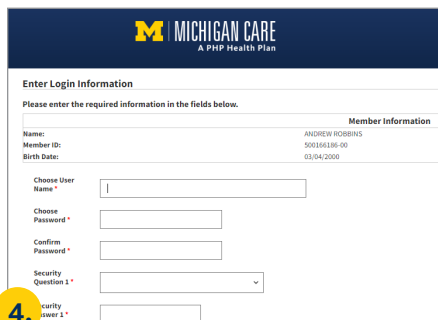 M | MICHIGAN CARE
A PHP Health Plan
Enter Login Information
Please enter the required information in the fields below.
Member Information
Name: ANDREW ROBBINS
Member ID: 500166186-00
Birth Date: 03/04/2000
Choose User
Name *
Choose
Password *
Confirm
Password *
Security
Question 1 *
4.
curity
swer 1 *